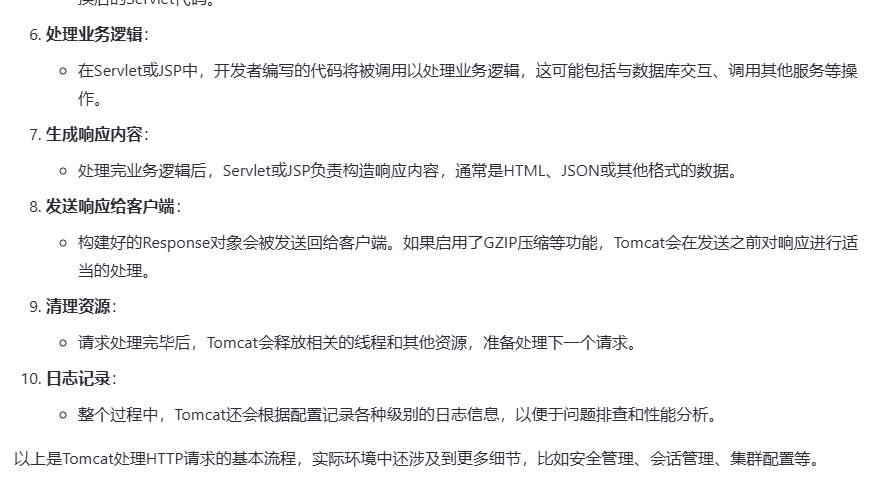 换后的Servlet代码。
6. 处理业务逻辑：
在Servlet或JSP中，开发者编写的代码将被调用以处理业务逻辑，这可能包括与数据库交互、调用其他服务等操
作。
7. 生成响应内容：
处理完业务逻辑后，Servlet或JSP负责构造响应内容，通常是HTML、JSON或其他格式的数据。
8. 发送响应给客户端：
构建好的Response对象会被发送回给客户端。如果启用了GZIP压缩等功能，Tomcat会在发送之前对响应进行适
当的处理。
9. 清理资源：
请求处理完毕后，Tomcat会释放相关的线程和其他资源，准备处理下一个请求。
10. 日志记录：
整个过程中，Tomcat还会根据配置记录各种级别的日志信息，以便于问题排查和性能分析。
以上是Tomcat处理HTTP请求的基本流程，实际环境中还涉及到更多细节，比如安全管理、会话管理、集群配置等。